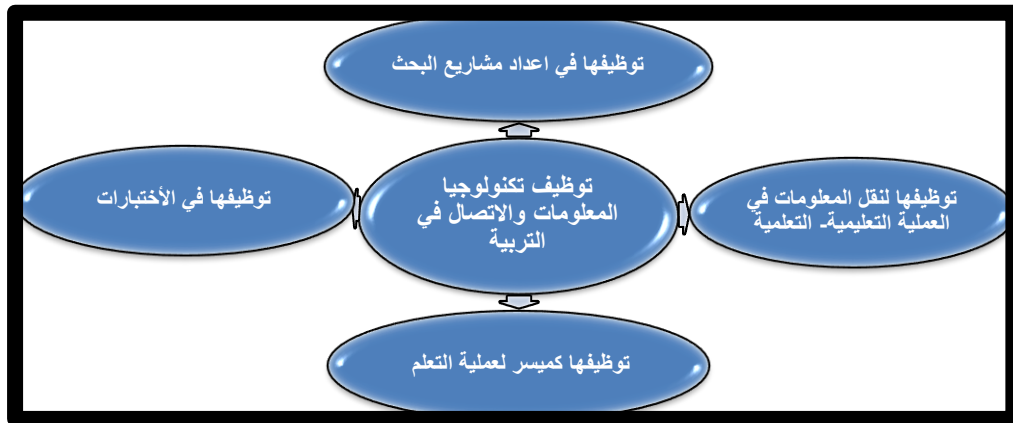 توظيفها في اعداد مشاريع البحث
توظيف تكنولوجيا
المعلومات والاتصال في
التربية
توظيفها لنقل المعلومات في
العملية التعليمية- التعلمية
توظيفها في الأختبارات
توظيفها كميسر لعملية التعلم